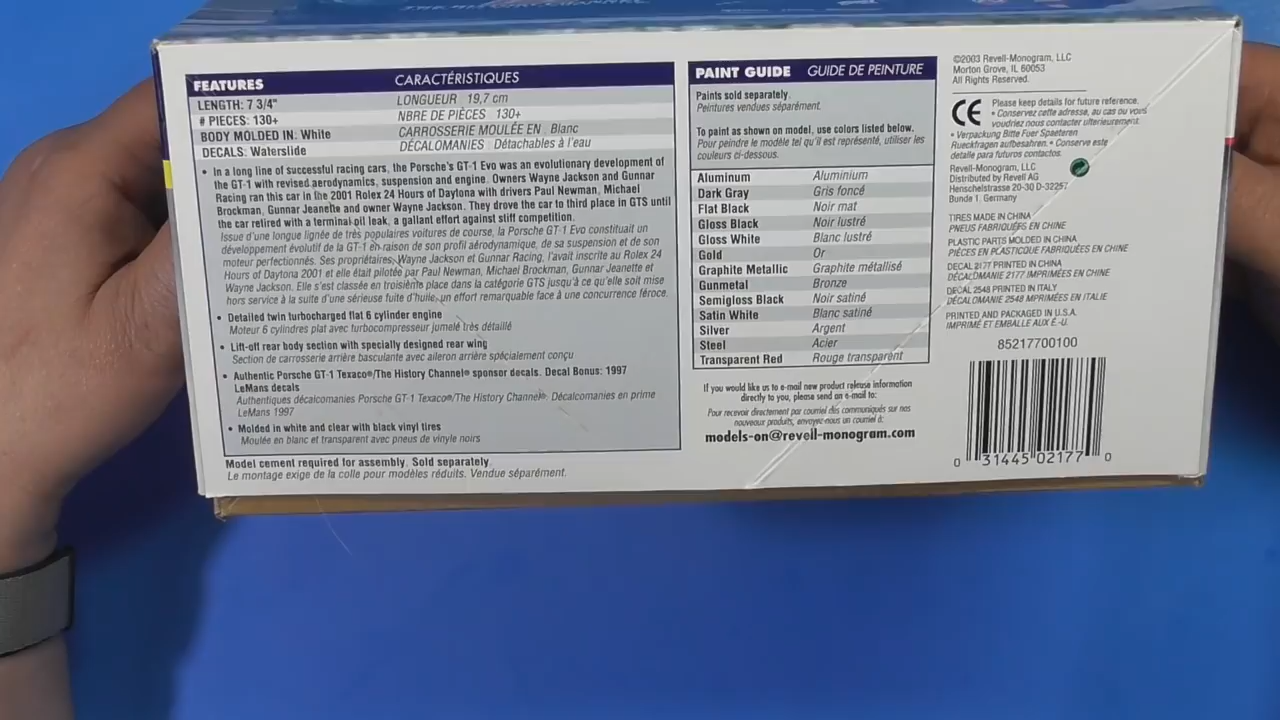 FEATURES CARACTÉRISTIQUES
LENGTH: 7 3/4" LONGUEUR 19,7 cm
# PIECES: 130+ NBRE DE PIÈCES 130+
BODY MOLDED IN: White CARROSSERIE MOULÉE EN Blanc
DECALS: Waterslide DÉCALOMANIES Détachables à l'eau
• In a long line of successful racing cars, the Porsche's GT-1 Evo was an evolutionary development of
the GT-1 with revised aerodynamics, suspension and engine. Owners Wayne Jackson and Gunnar
Racing ran this car in the 2001 Rolex 24 Hours of Daytona with drivers Paul Newman, Michael
Brockman, Gunnar Jeanette and owner Wayne Jackson. They drove the car to third place in GTS until
the car retired with a terminal oil leak, a gallant effort against stiff competition.
Issue d'une longue lignée de très populaires voitures de course, la Porsche GT-1 Evo constituait un
développement évolutif de la GT-1 en raison de son profil aérodynamique, de sa suspension et de son
moteur perfectionnés. Ses propriétaires, Wayne Jackson et Gunnar Racing, l'avait inscrite au Rolex 24
Hours of Daytona 2001 et elle était pilotée par Paul Newman, Michael Brockman, Gunnar Jeanette et
Wayne Jackson. Elle s'est classée en troisième place dans la catégorie GTS jusqu'à ce qu'elle soit mise
hors service à la suite d'une sérieuse fuite d'huile, un effort remarquable face à une concurrence féroce.
• Detailed twin turbocharged flat 6 cylinder engine
Moteur 6 cylindres plat avec turbocompresseur jumelé très détaillé
• Lift-off rear body section with specially designed rear wing
Section de carrosserie arrière basculante avec aileron arrière spécialement conçu
• Authentic Porsche GT-1 Texaco®/The History Channel® sponsor decals. Decal Bonus: 1997
LeMans decals
Authentiques décalcomanies Porsche GT-1 Texaco®/The History Channel®. Décalcomanies en prime
LeMans 1997
• Molded in white and clear with black vinyl tires
Moulée en blanc et transparent avec pneus de vinyle noirs
Model cement required for assembly. Sold separately.
Le montage exige de la colle pour modèles réduits. Vendue séparément.
PAINT GUIDE GUIDE DE PEINTURE
Paints sold separately.
Peintures vendues séparément.
To paint as shown on model, use colors listed below.
Pour peindre le modèle tel qu'il est représenté, utiliser les
couleurs ci-dessous.
Aluminum Aluminium
Dark Gray Gris foncé
Flat Black Noir mat
Gloss Black Noir lustré
Gloss White Blanc lustré
Gold Or
Graphite Metallic Graphite métallisé
Gunmetal Bronze
Semigloss Black Noir satiné
Satin White Blanc satiné
Silver Argent
Steel Acier
Transparent Red Rouge transparent
If you would like us to e-mail new product release information
directly to you, please send an e-mail to:
Pour recevoir directement par courriel des communiqués sur nos
nouveaux produits, envoyez-nous un courriel à:
models-on@revell-monogram.com
©2003 Revell-Monogram, LLC
Morton Grove, IL 60053
All Rights Reserved.
CE Please keep details for future reference.
• Conservez cette adresse, au cas ou vous
voudriez nous contacter ulterieurement.
• Verpackung Bitte Fuer Spaeteren
Rueckfragen aufbesahren. • Conserve este
detalle para futuros contactos.
Revell-Monogram, LLC
Distributed by Revell AG
Henschelstrasse 20-30 D-32257
Bunde 1. Germany
TIRES MADE IN CHINA
PNEUS FABRIQUÉS EN CHINE
PLASTIC PARTS MOLDED IN CHINA
PIÈCES EN PLASTICQUE FABRIQUÉES EN CHINE
DECAL 2177 PRINTED IN CHINA
DÉCALOMANIE 2177 IMPRIMÉES EN CHINE
DECAL 2548 PRINTED IN ITALY
DÉCALOMANIE 2548 MPRIMÉES EN ITALIE
PRINTED AND PACKAGED IN U.S.A.
IMPRIMÉ ET EMBALLE AUX É.-U.
85217700100
0 31445 02177 0